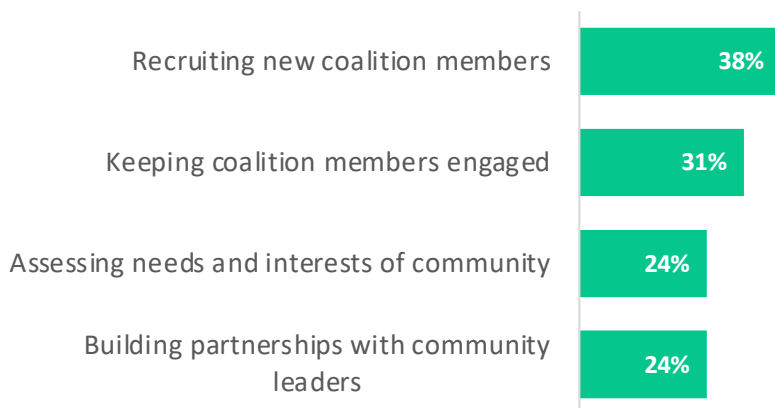 Recruiting new coalition members 38%
Keeping coalition members engaged 31%
Assessing needs and interests of community 24%
Building partnerships with community
leaders 24%